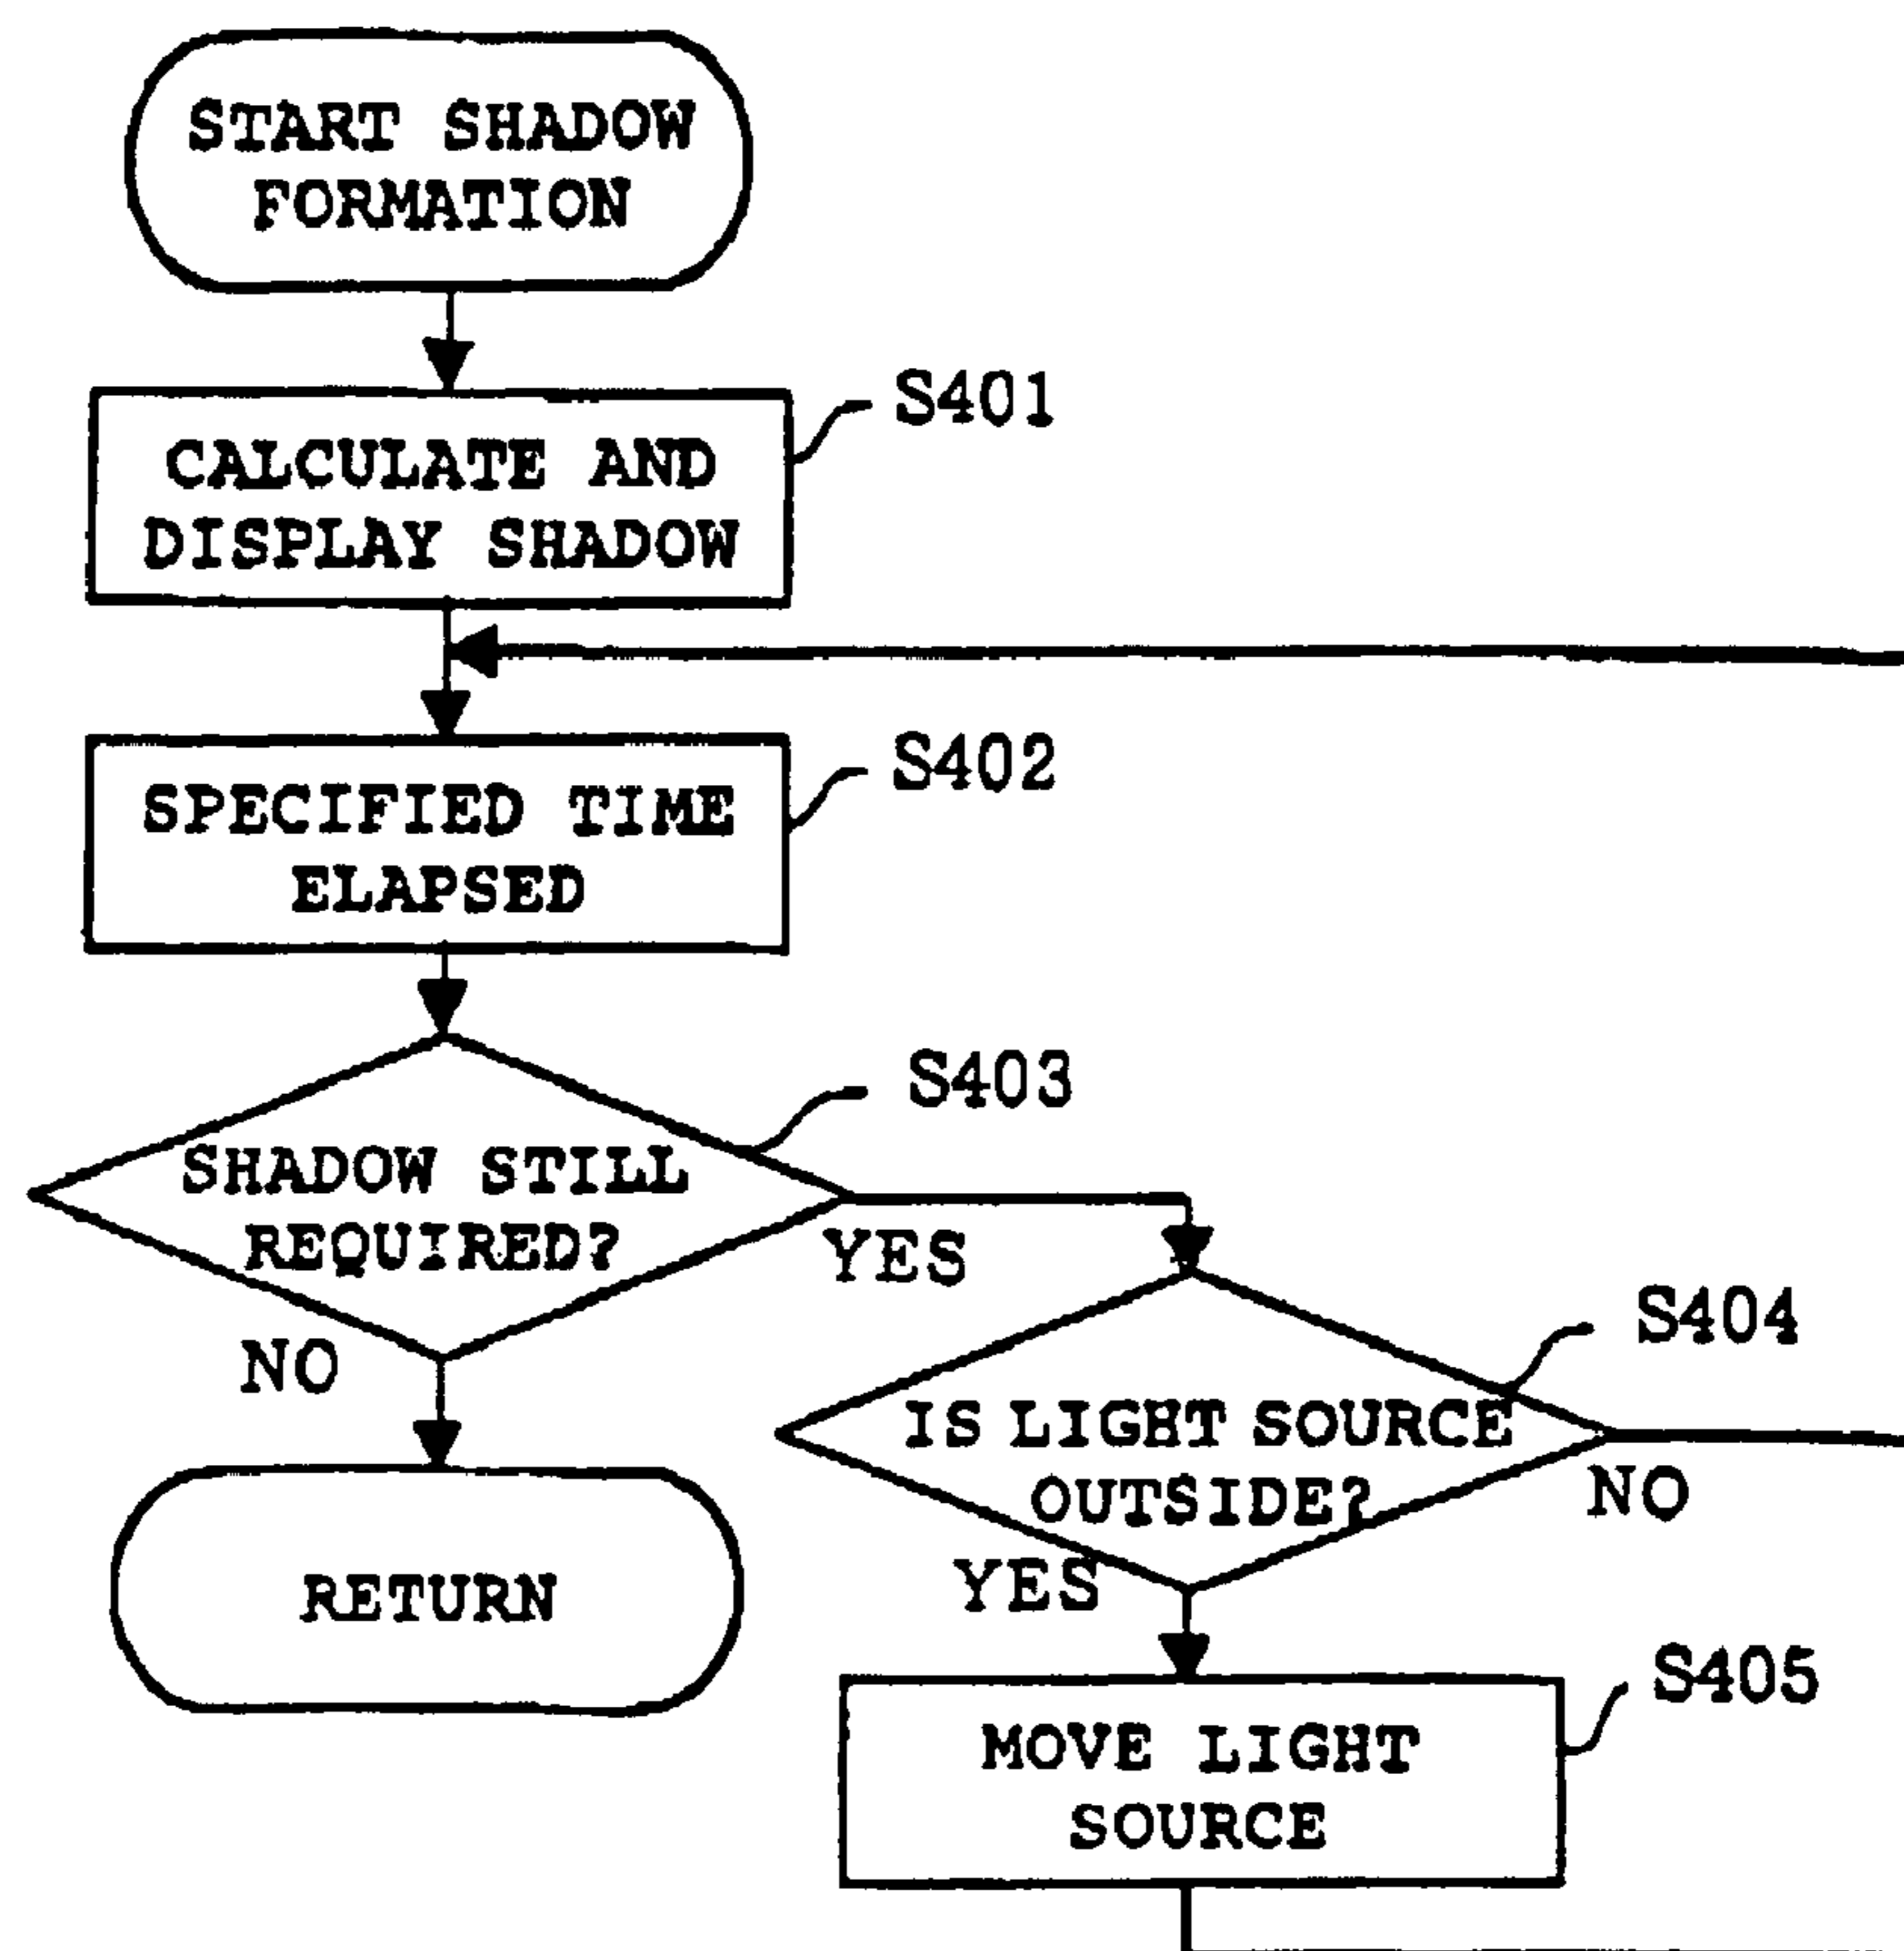 START SHADOW
FORMATION
S401
CALCULATE AND
DISPLAY SHADOW
S402
SPECIFIED TIME
ELAPSED
S403
SHADOW STILL
REQUIRED?
YES
NO
S404
IS LIGHT SOURCE
OUTSIDE?
NO
YES
RETURN
S405
MOVE LIGHT
SOURCE